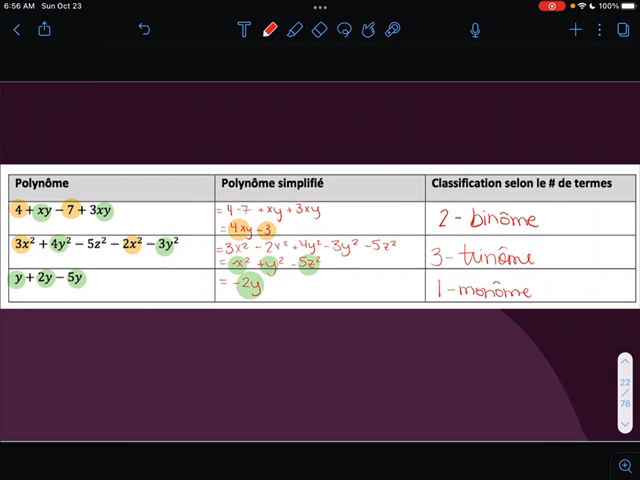 6:56 AM Sun Oct 23
100%
Polynôme Polynôme simplifié Classification selon le # de termes
4 + xy − 7 + 3xy
= 4 -7 + xy + 3xy
= 4xy - 3
2 - binôme
3x² + 4y² − 5z² − 2x² − 3y²
= 3x² - 2x² + 4y² - 3y² - 5z²
= x² + y² - 5z²
3 - trinôme
y + 2y − 5y
= -2y
1 - monôme
22
/
78